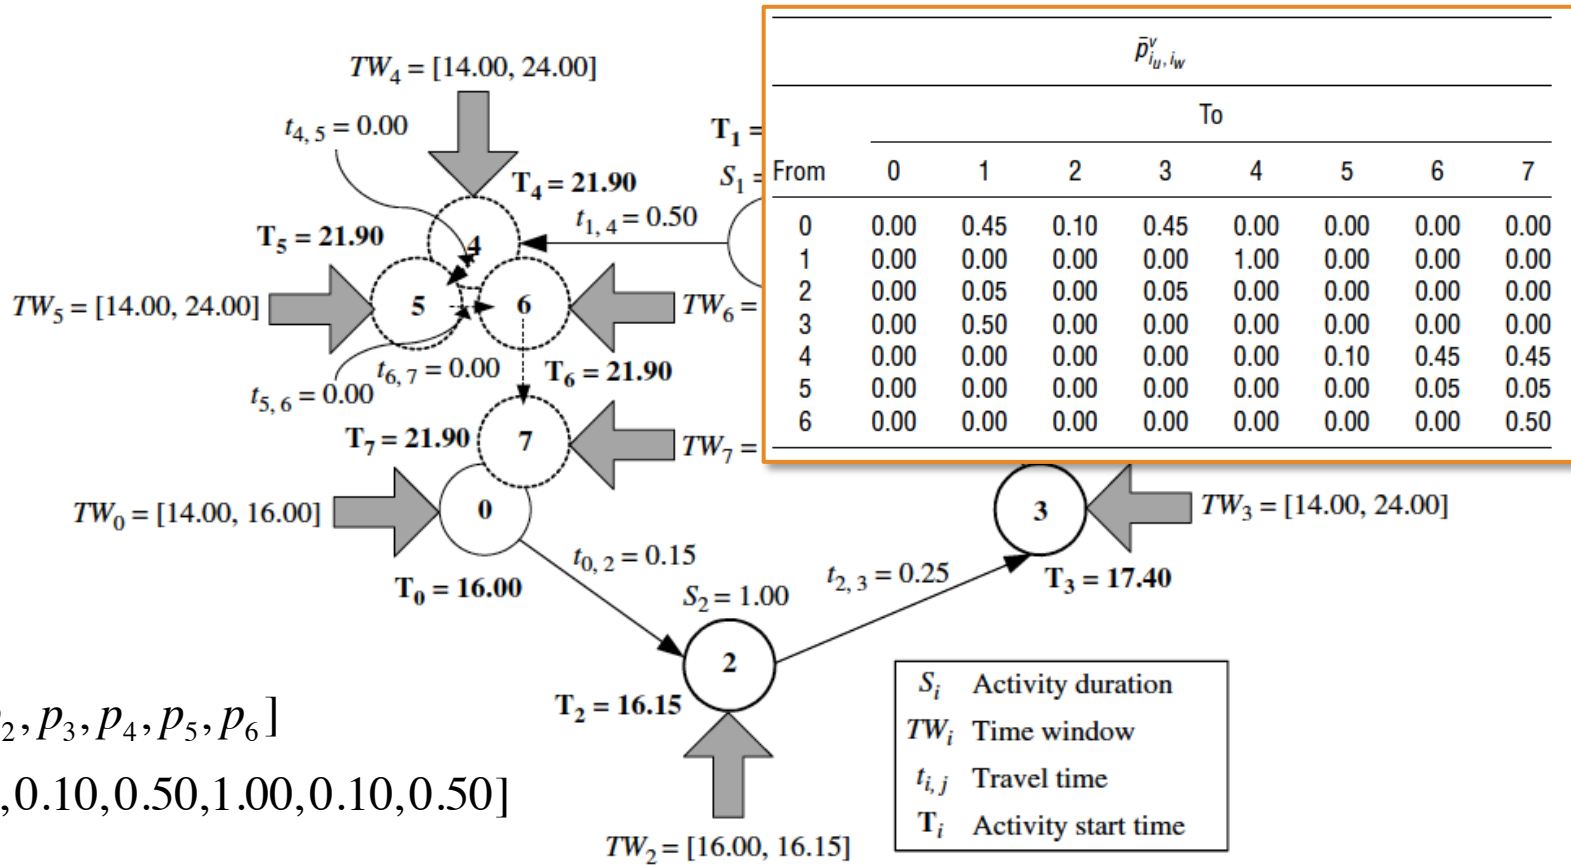 TW₄ = [14.00, 24.00]
t₄, ₅ = 0.00
T₄ = 21.90
t₁, ₄ = 0.50
T₁ =
S₁ =
T₅ = 21.90
4
5
6
TW₅ = [14.00, 24.00]
TW₆ =
t₆, ₇ = 0.00
t₅, ₆ = 0.00
T₆ = 21.90
T₇ = 21.90
7
TW₇ =
TW₀ = [14.00, 16.00]
0
T₀ = 16.00
t₀, ₂ = 0.15
S₂ = 1.00
t₂, ₃ = 0.25
3
TW₃ = [14.00, 24.00]
T₃ = 17.40
2
T₂ = 16.15
TW₂ = [16.00, 16.15]
p̄ᵛ i_u, i_w
To
From 0 1 2 3 4 5 6 7
0 0.00 0.45 0.10 0.45 0.00 0.00 0.00 0.00
1 0.00 0.00 0.00 0.00 1.00 0.00 0.00 0.00
2 0.00 0.05 0.00 0.05 0.00 0.00 0.00 0.00
3 0.00 0.50 0.00 0.00 0.00 0.00 0.00 0.00
4 0.00 0.00 0.00 0.00 0.00 0.10 0.45 0.45
5 0.00 0.00 0.00 0.00 0.00 0.00 0.05 0.05
6 0.00 0.00 0.00 0.00 0.00 0.00 0.00 0.50
₂, p₃, p₄, p₅, p₆]
,0.10,0.50,1.00,0.10,0.50]
Sᵢ Activity duration
TWᵢ Time window
tᵢ, ⱼ Travel time
Tᵢ Activity start time